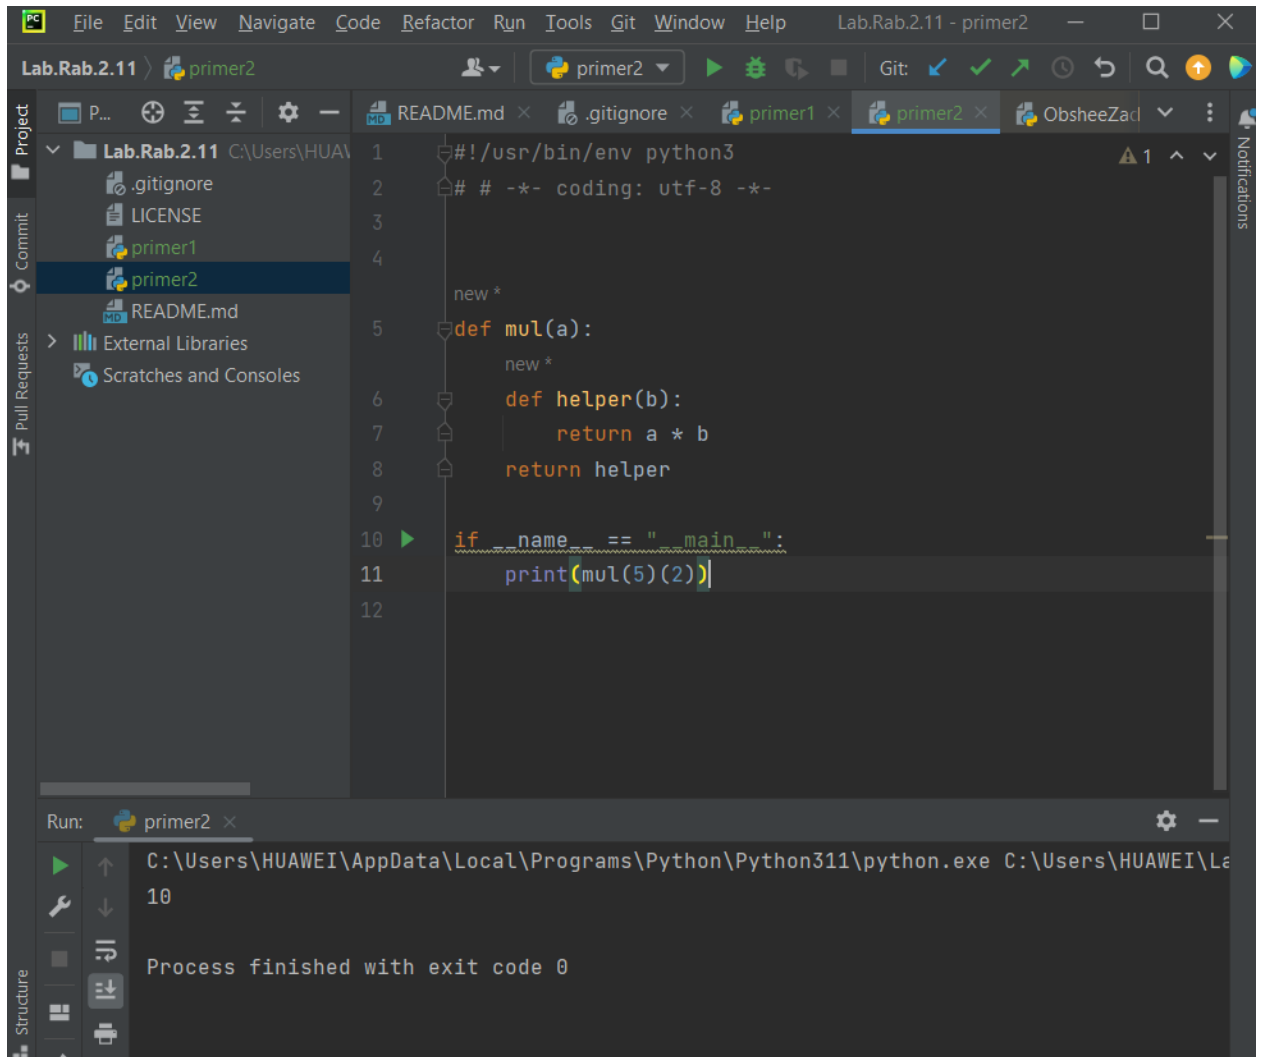 File Edit View Navigate Code Refactor Run Tools Git Window Help Lab.Rab.2.11 - primer2
Lab.Rab.2.11 primer2 primer2 Git:
P... README.md .gitignore primer1 primer2 ObsheeZad
Project
Commit
Pull Requests
Structure
Notifications
Lab.Rab.2.11 C:\Users\HUAW
.gitignore
LICENSE
primer1
primer2
README.md
External Libraries
Scratches and Consoles
1
1 #!/usr/bin/env python3
2 # # -*- coding: utf-8 -*-
3
4
new *
5 def mul(a):
new *
6 def helper(b):
7 return a * b
8 return helper
9
10 if __name__ == "__main__":
11 print(mul(5)(2))
12
Run: primer2
C:\Users\HUAWEI\AppData\Local\Programs\Python\Python311\python.exe C:\Users\HUAWEI\La
10
Process finished with exit code 0